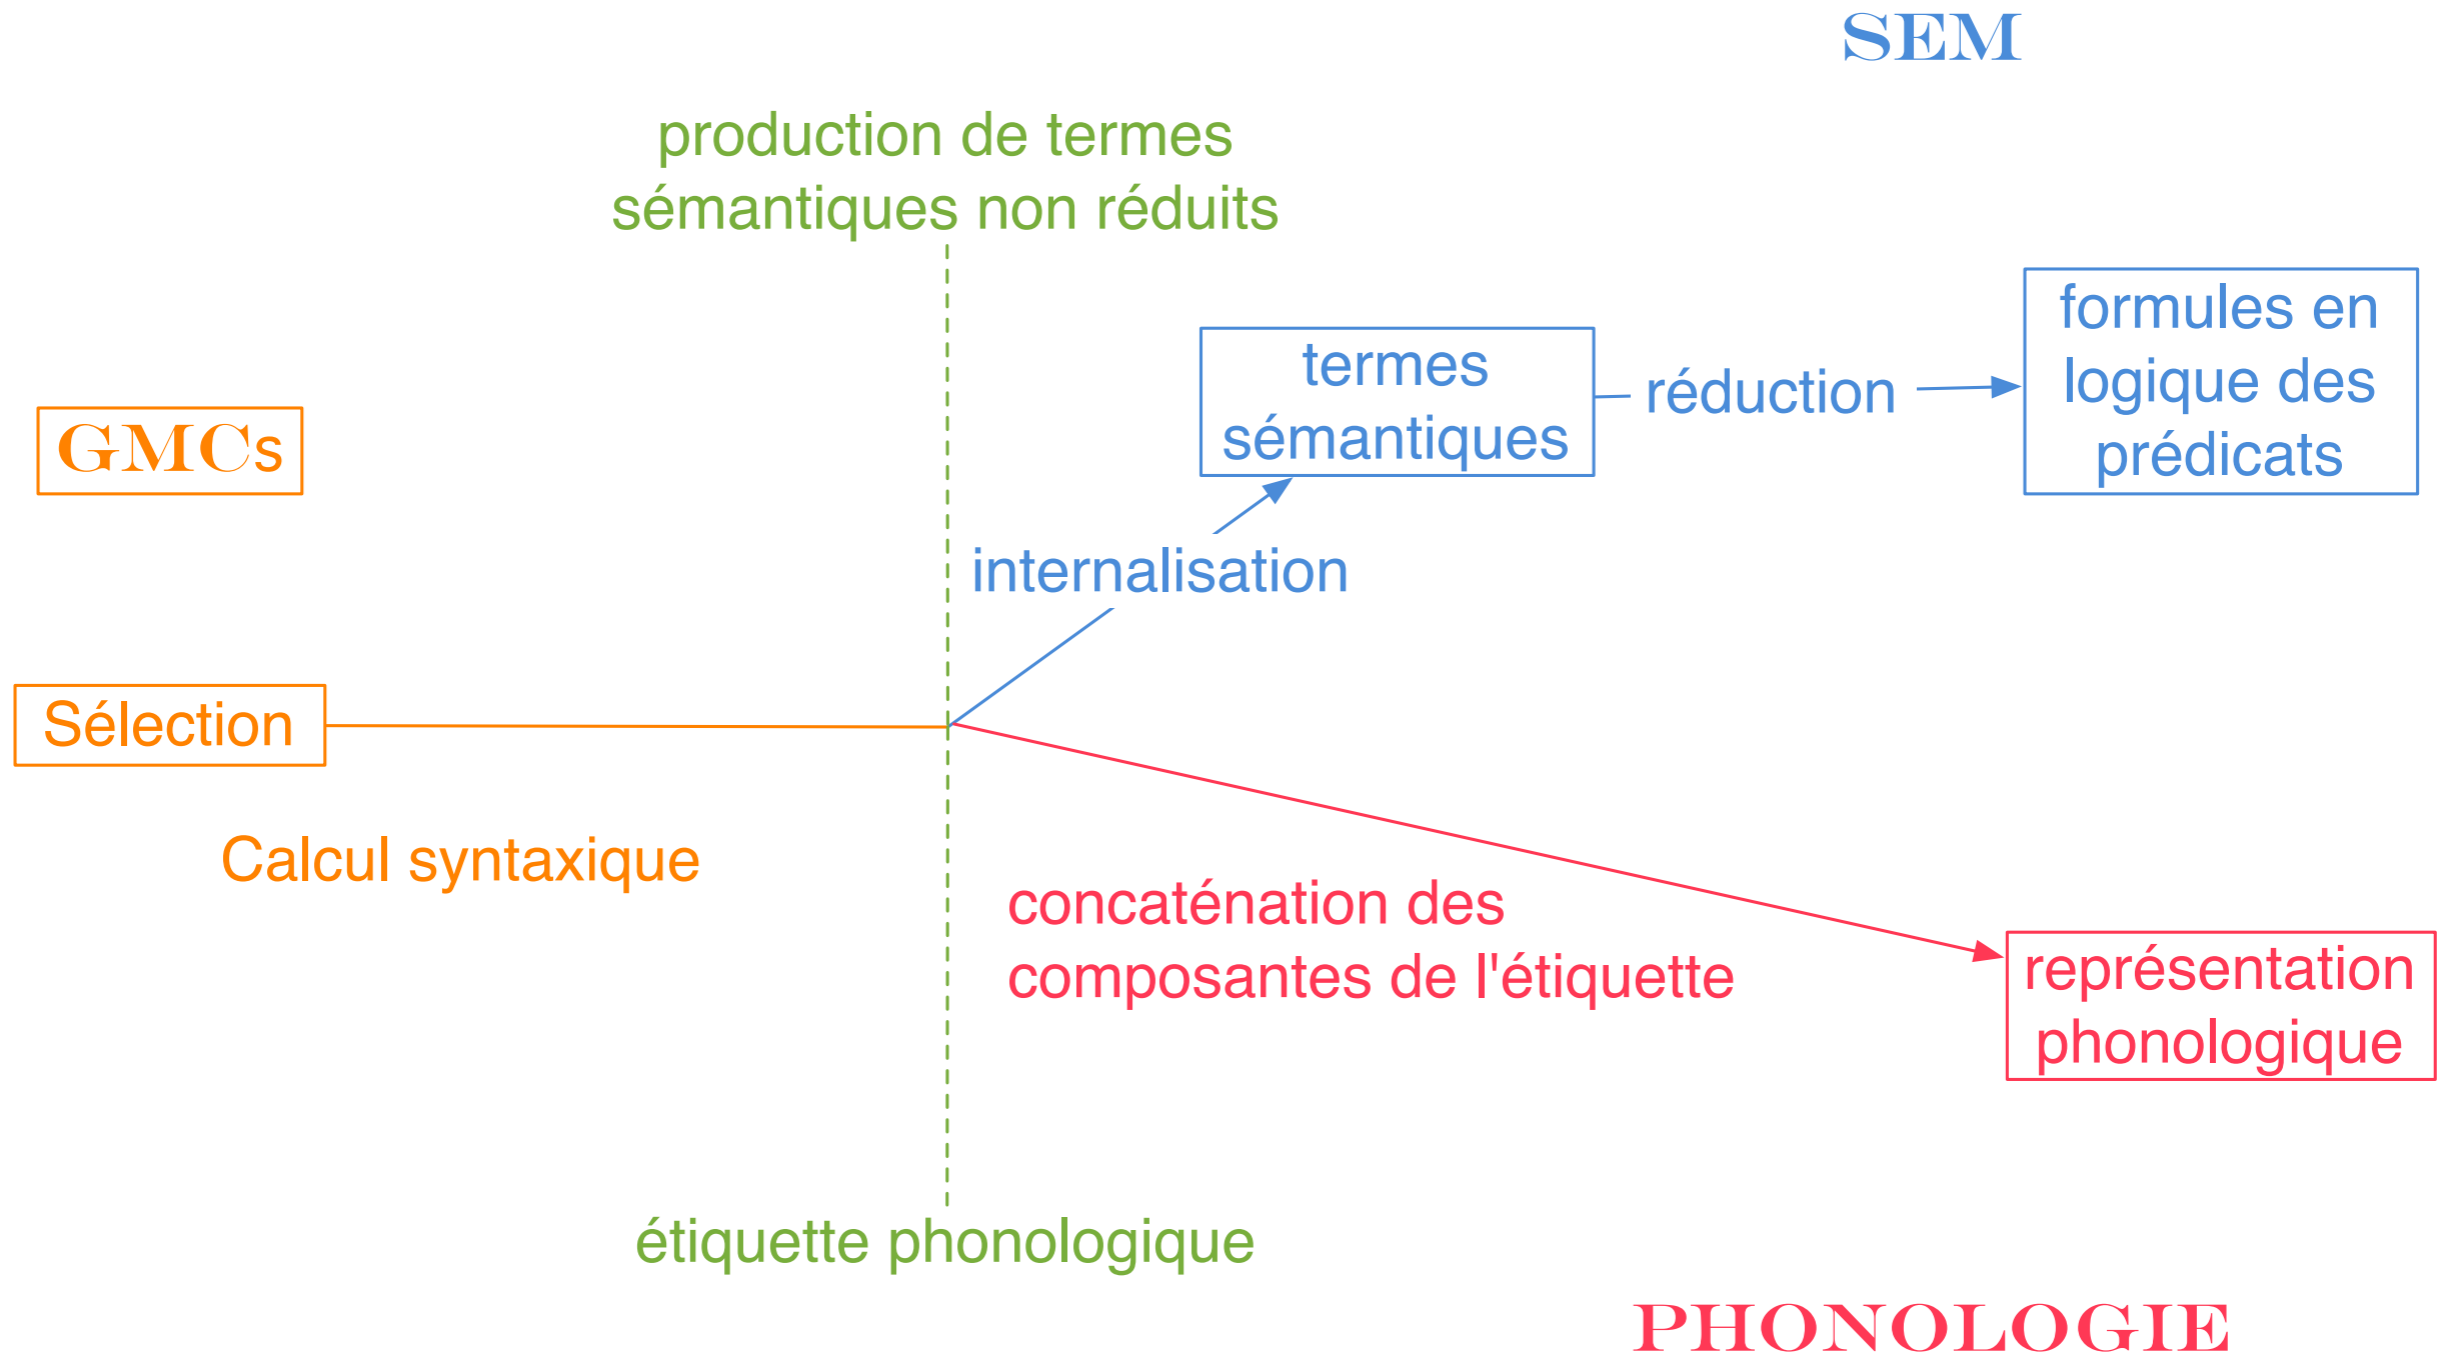 SEM
production de termes
sémantiques non réduits
formules en
logique des
prédicats
termes
sémantiques
réduction
GMCs
internalisation
Sélection
Calcul syntaxique
concaténation des
composantes de l'étiquette
représentation
phonologique
étiquette phonologique
PHONOLOGIE